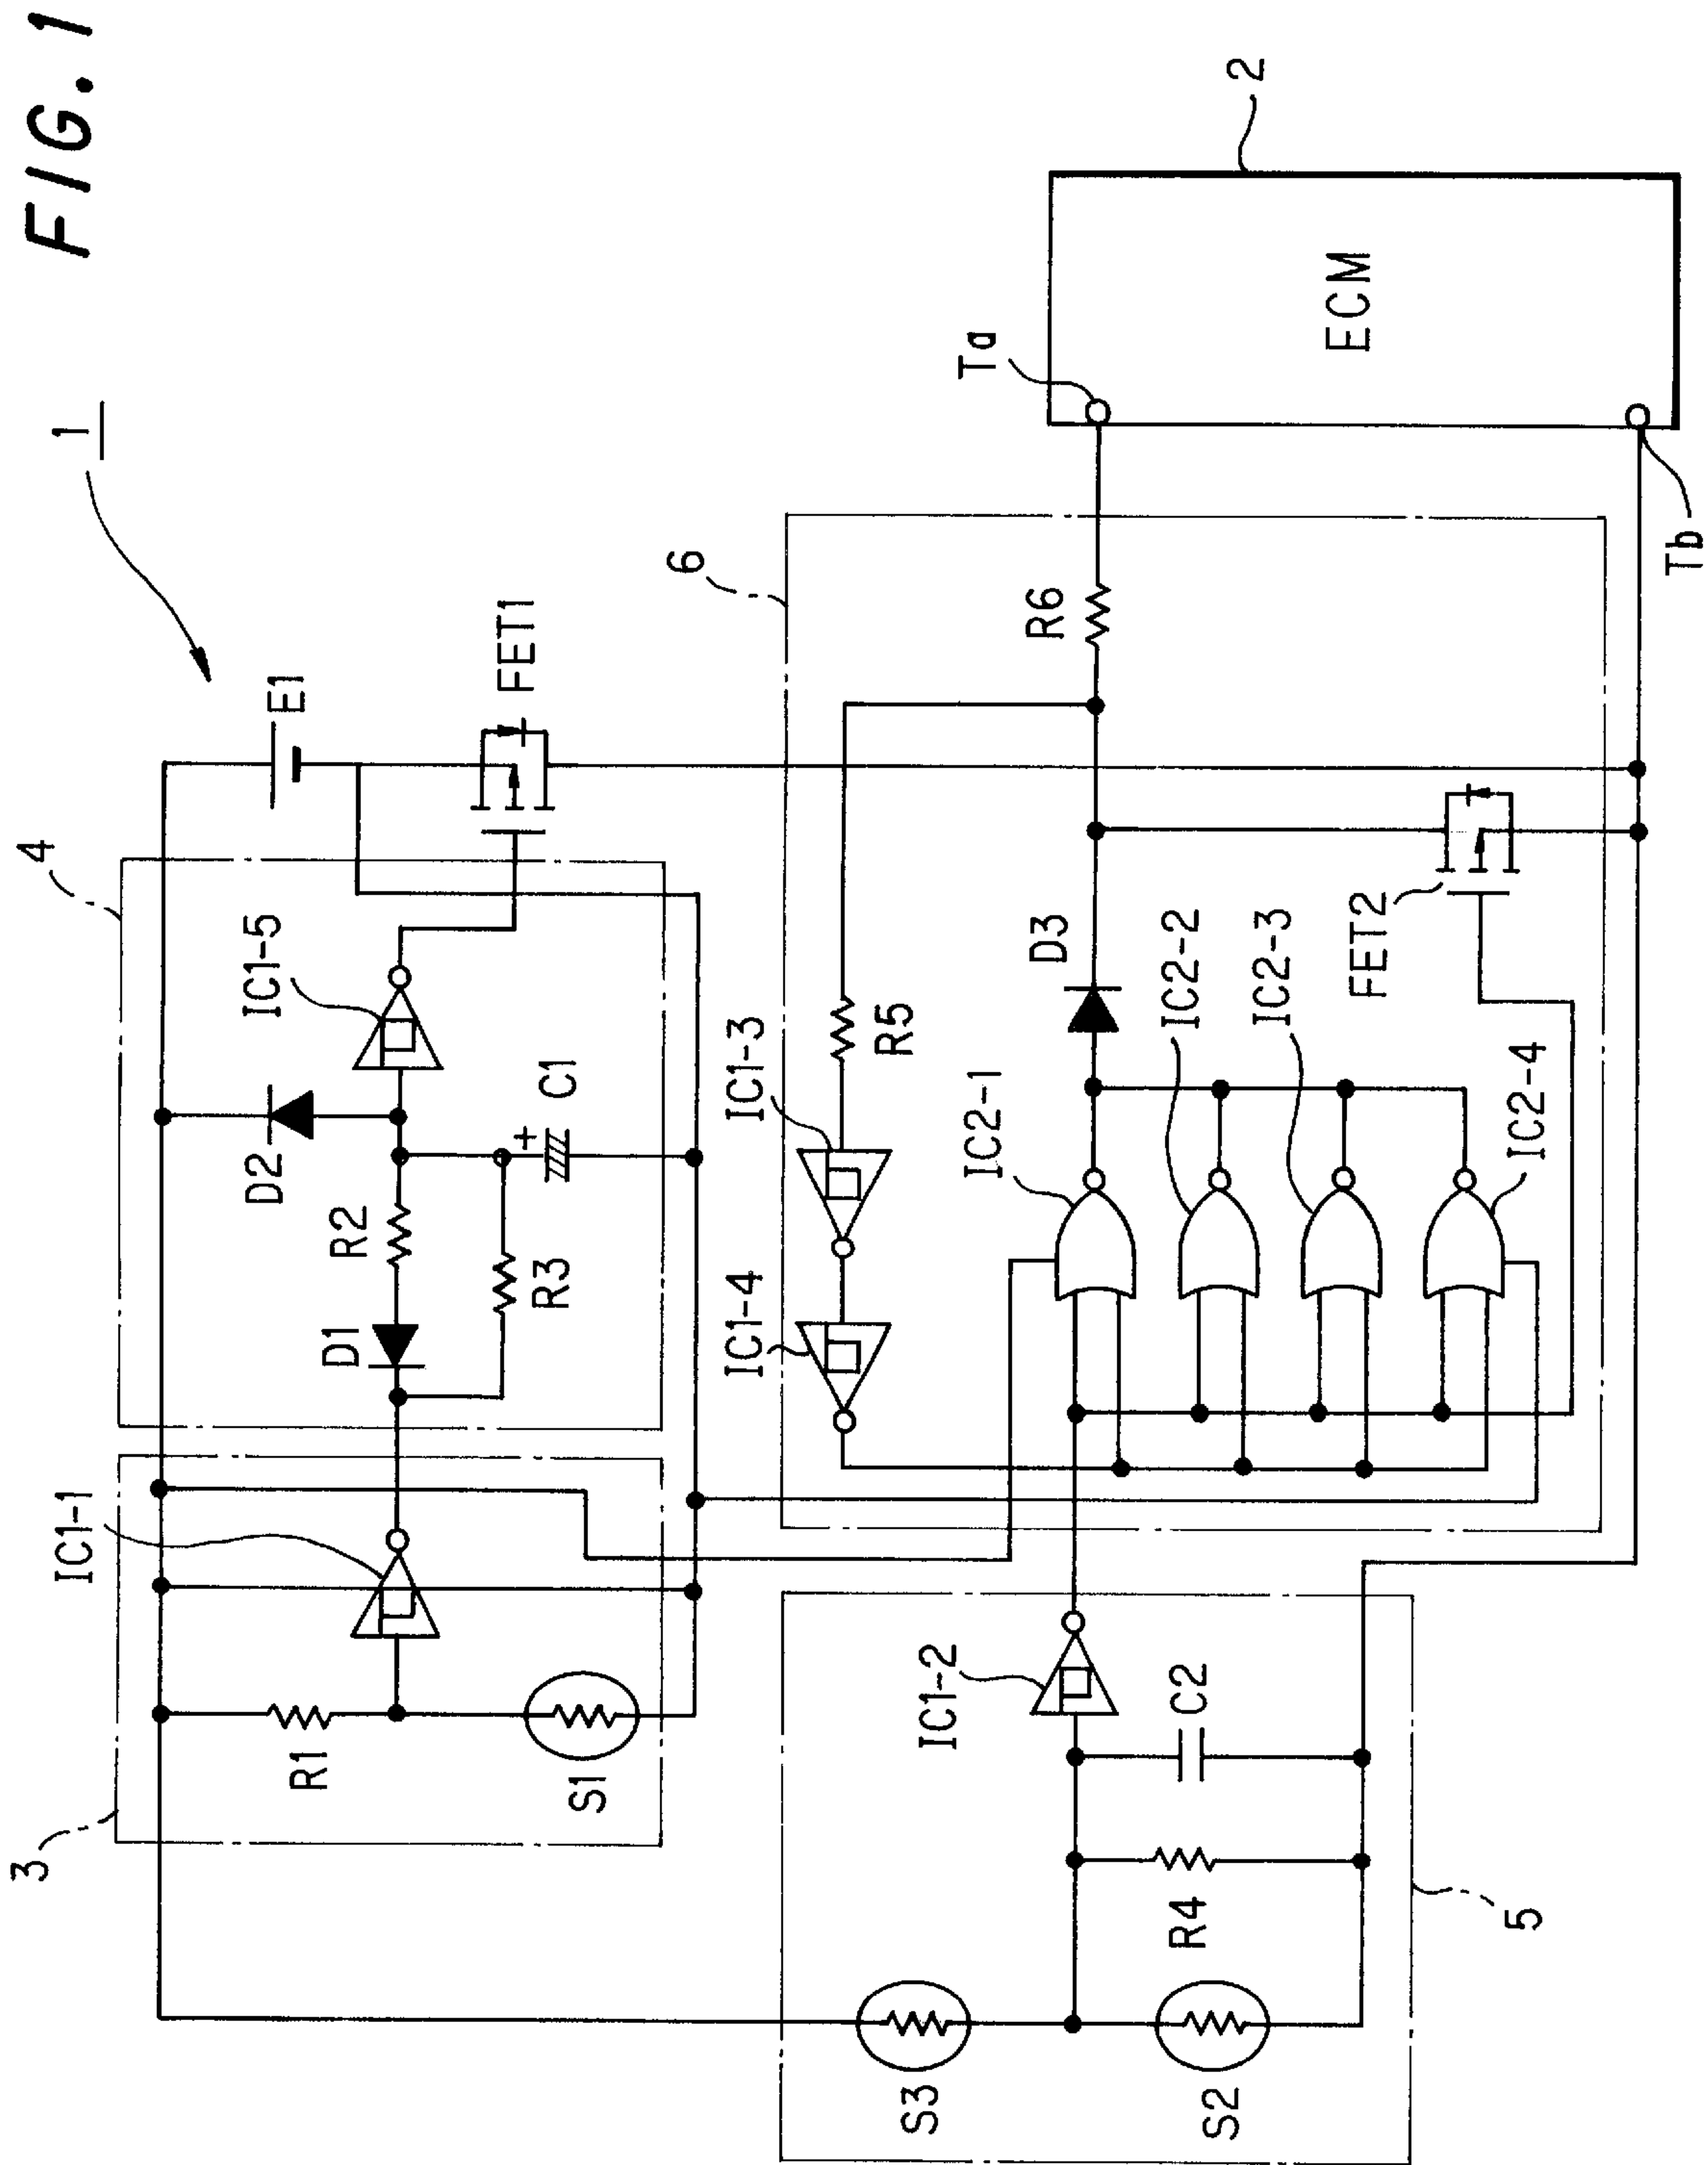 FIG. 1
1
2
3
4
5
6
E1
FET1
IC1-5
D2
R2
C1
R3
D1
IC1-1
R1
S1
ECM
Ta
Tb
R6
R5
IC1-3
IC1-4
D3
IC2-1
IC2-2
IC2-3
IC2-4
FET2
IC1-2
C2
R4
S3
S2
+